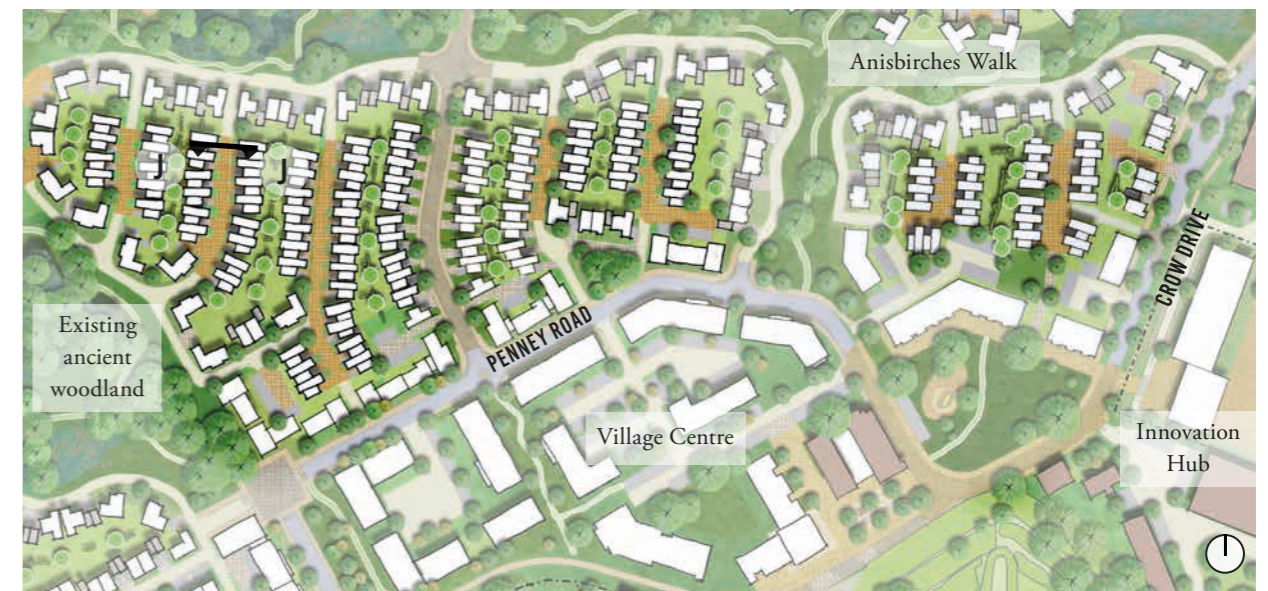 Anisbirches Walk
J
J
CROW DRIVE
Existing
ancient
woodland
PENNEY ROAD
Village Centre
Innovation
Hub